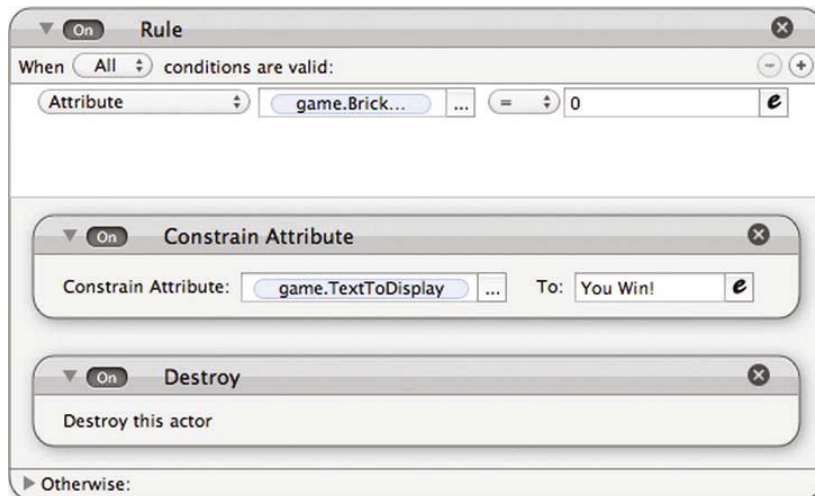 On Rule
When All conditions are valid:
Attribute game.Brick... ... = 0 e
On Constrain Attribute
Constrain Attribute: game.TextToDisplay ... To: You Win! e
On Destroy
Destroy this actor
Otherwise: